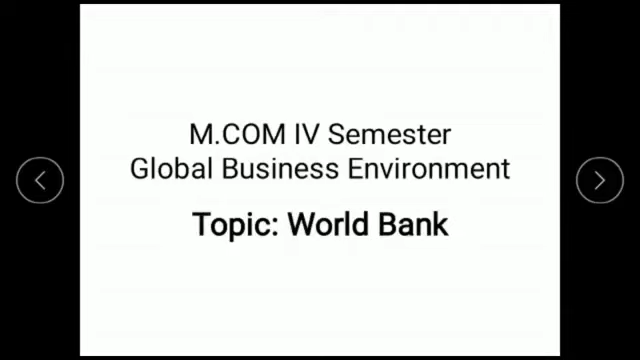 M.COM IV Semester
Global Business Environment
Topic: World Bank